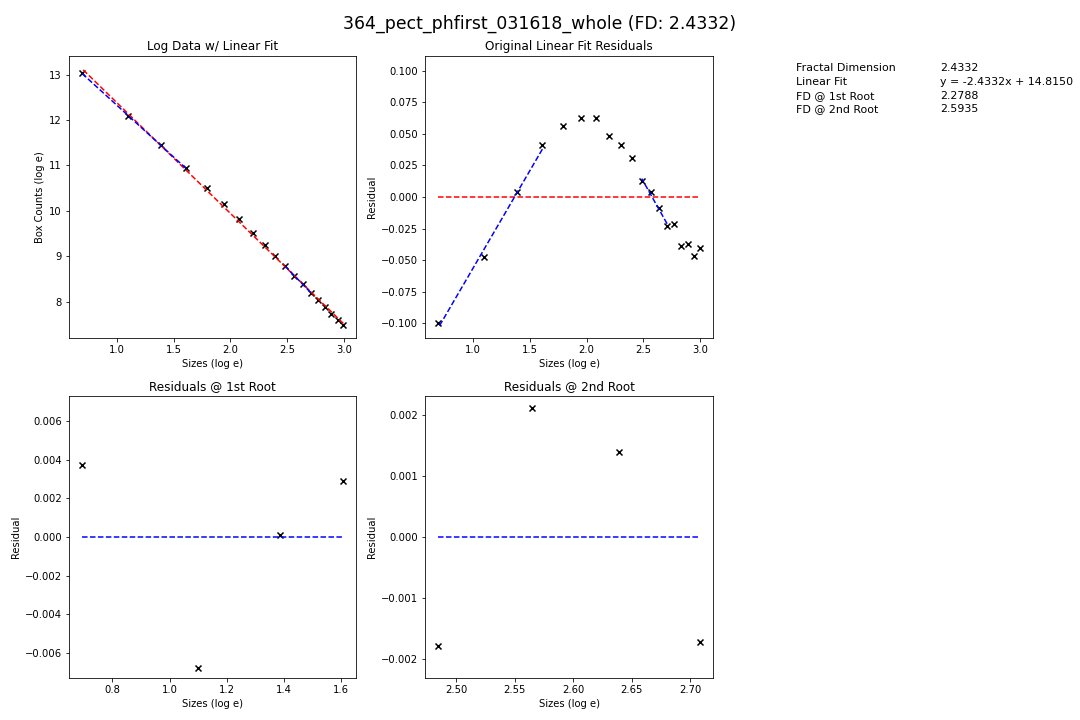 364_pect_phfirst_031618_whole (FD: 2.4332)
Log Data w/ Linear Fit
13
12
11
10
9
8
Box Counts (log e)
1.0 1.5 2.0 2.5 3.0
Sizes (log e)
Original Linear Fit Residuals
0.100
0.075
0.050
0.025
0.000
−0.025
−0.050
−0.075
−0.100
Residual
1.0 1.5 2.0 2.5 3.0
Sizes (log e)
Fractal Dimension 2.4332
Linear Fit y = -2.4332x + 14.8150
FD @ 1st Root 2.2788
FD @ 2nd Root 2.5935
Residuals @ 1st Root
0.006
0.004
0.002
0.000
−0.002
−0.004
−0.006
Residual
0.8 1.0 1.2 1.4 1.6
Sizes (log e)
Residuals @ 2nd Root
0.002
0.001
0.000
−0.001
−0.002
Residual
2.50 2.55 2.60 2.65 2.70
Sizes (log e)